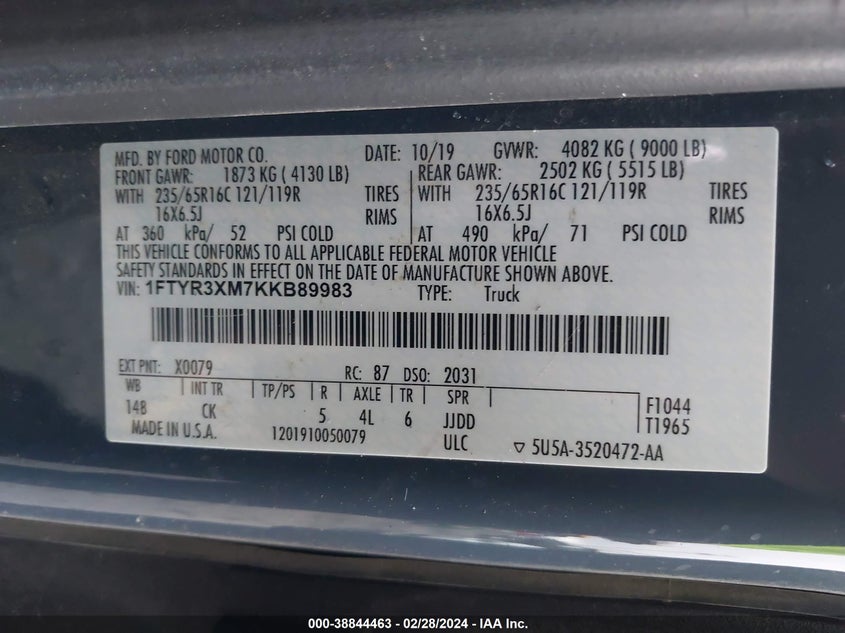 MFD. BY FORD MOTOR CO. DATE: 10/19 GVWR: 4082 KG ( 9000 LB)
FRONT GAWR: 1873 KG ( 4130 LB) REAR GAWR: 2502 KG ( 5515 LB)
WITH 235/65R16C 121/119R TIRES WITH 235/65R16C 121/119R TIRES
16X6.5J RIMS 16X6.5J RIMS
AT 360 kPa/ 52 PSI COLD AT 490 kPa/ 71 PSI COLD
THIS VEHICLE CONFORMS TO ALL APPLICABLE FEDERAL MOTOR VEHICLE
SAFETY STANDARDS IN EFFECT ON THE DATE OF MANUFACTURE SHOWN ABOVE.
VIN: 1FTYR3XM7KKB89983 TYPE: Truck
EXT PNT: X0079 RC: 87 DSO: 2031
WB INT TR TP/PS R AXLE TR SPR
148 CK 5 4L 6 JJDD F1044
MADE IN U.S.A. 1201910050079 ULC T1965
▽ 5U5A-3520472-AA
000-38844463 - 02/28/2024 - IAA Inc.